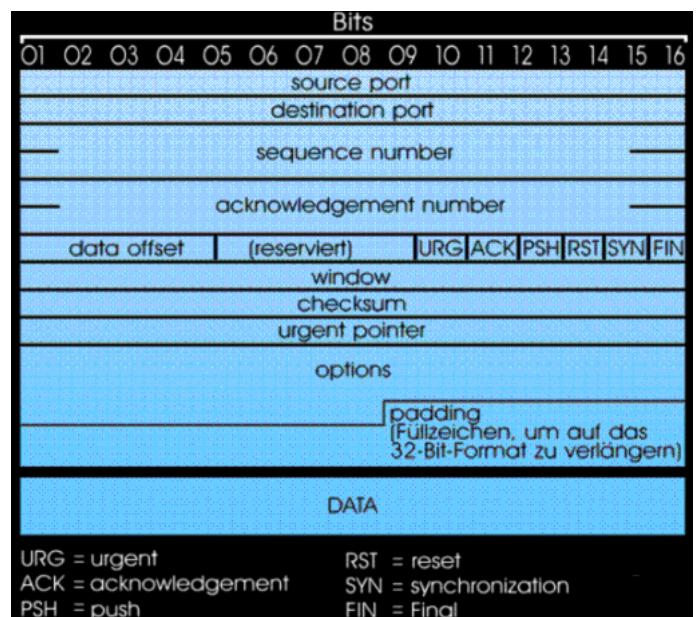 Bits
01 02 03 04 05 06 07 08 09 10 11 12 13 14 15 16
source port
destination port
sequence number
acknowledgement number
data offset (reserviert) URG ACK PSH RST SYN FIN
window
checksum
urgent pointer
options
padding
(Füllzeichen, um auf das
32-Bit-Format zu verlängern)
DATA
URG = urgent RST = reset
ACK = acknowledgement SYN = synchronization
PSH = push FIN = Final